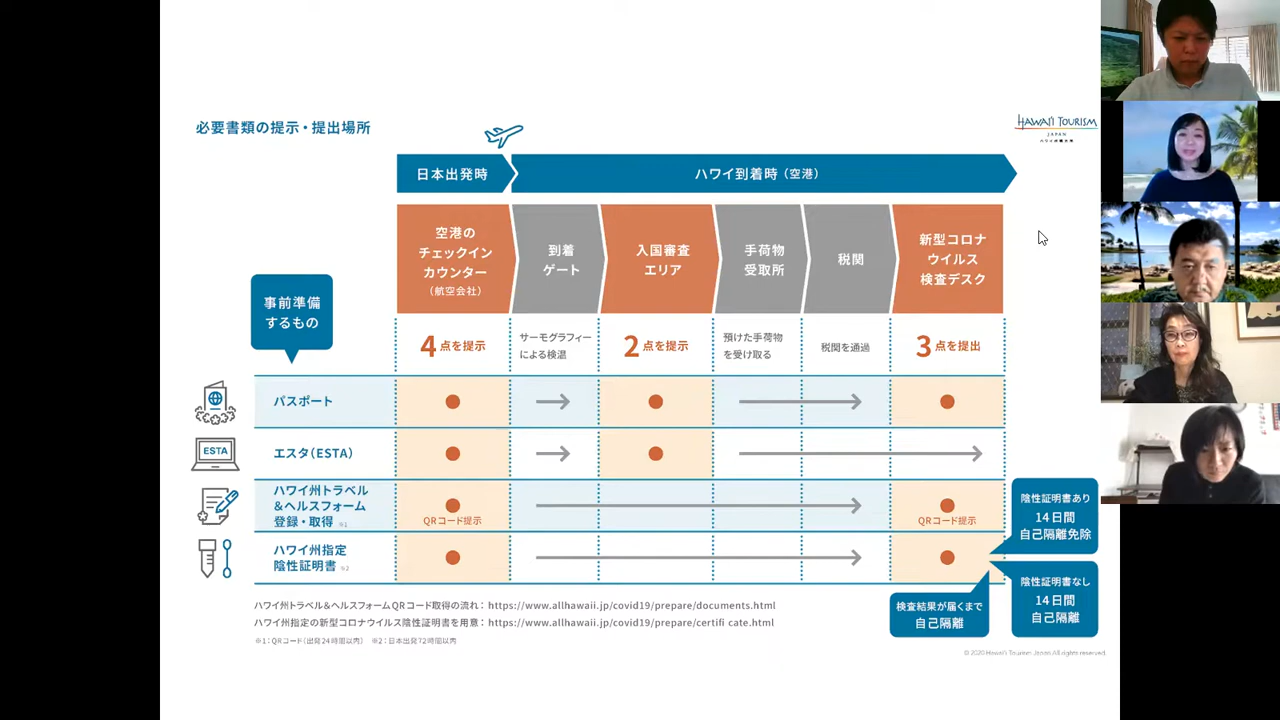 必要書類の提示・提出場所
HAWAI'I TOURISM
JAPAN
日本出発時
ハワイ到着時（空港）
空港の
チェックイン
カウンター
（航空会社）
到着
ゲート
入国審査
エリア
手荷物
受取所
税関
新型コロナ
ウイルス
検査デスク
事前準備
するもの
4点を提示
サーモグラフィー
による検温
2点を提示
預けた手荷物
を受け取る
税関を通過
3点を提出
パスポート
ESTA
エスタ（ESTA）
ハワイ州トラベル
＆ヘルスフォーム
登録・取得 ※1
QRコード提示
QRコード提示
ハワイ州指定
陰性証明書 ※2
陰性証明書あり
14日間
自己隔離免除
陰性証明書なし
14日間
自己隔離
検査結果が届くまで
自己隔離
ハワイ州トラベル＆ヘルスフォームQRコード取得の流れ： https://www.allhawaii.jp/covid19/prepare/documents.html
ハワイ州指定の新型コロナウイルス陰性証明書を用意： https://www.allhawaii.jp/covid19/prepare/certifi cate.html
※1：QRコード（出発24時間以内） ※2：日本出発72時間以内
© 2020 Hawai'i Tourism Japan All rights reserved.